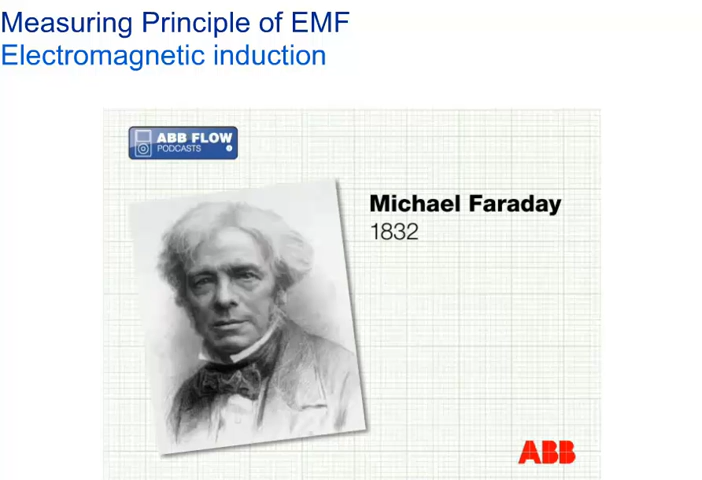 Measuring Principle of EMF
Electromagnetic induction
ABB FLOW
PODCASTS
Michael Faraday
1832
ABB